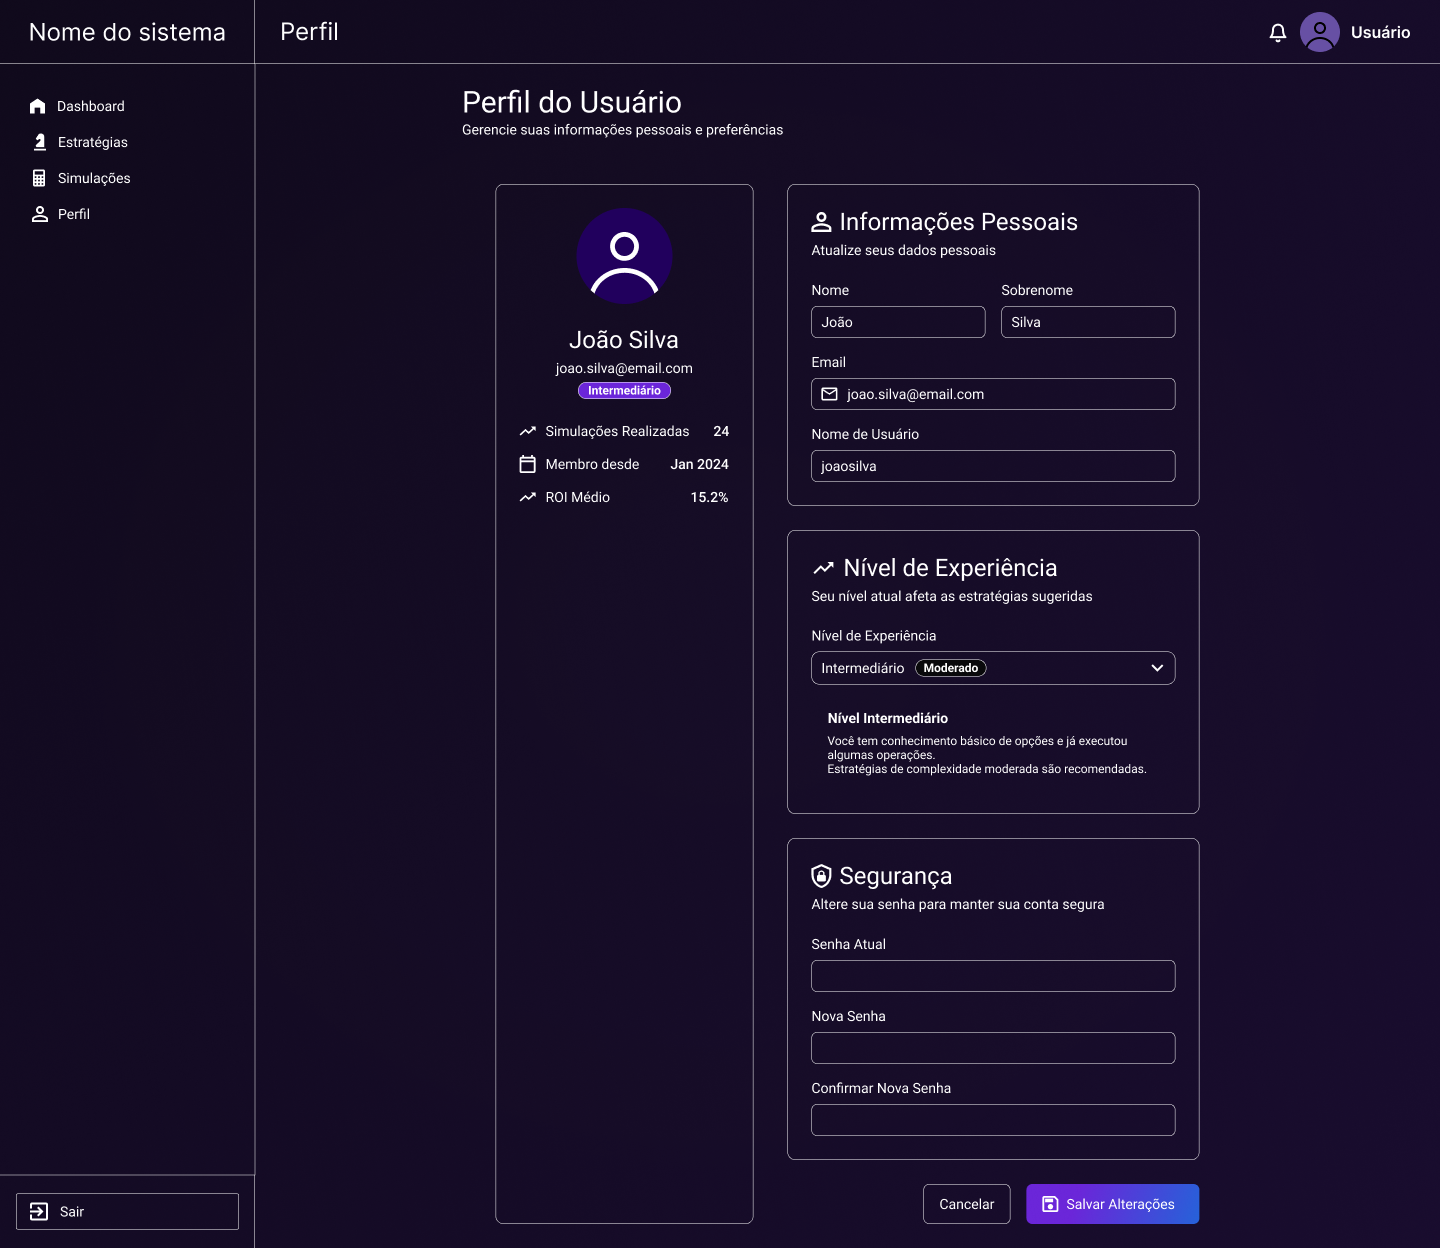 Nome do sistema
Perfil
Usuário
Dashboard
Estratégias
Simulações
Perfil
Sair
Perfil do Usuário
Gerencie suas informações pessoais e preferências
João Silva
joao.silva@email.com
Intermediário
Simulações Realizadas 24
Membro desde Jan 2024
ROI Médio 15.2%
Informações Pessoais
Atualize seus dados pessoais
Nome Sobrenome
João Silva
Email
joao.silva@email.com
Nome de Usuário
joaosilva
Nível de Experiência
Seu nível atual afeta as estratégias sugeridas
Nível de Experiência
Intermediário Moderado
Nível Intermediário
Você tem conhecimento básico de opções e já executou
algumas operações.
Estratégias de complexidade moderada são recomendadas.
Segurança
Altere sua senha para manter sua conta segura
Senha Atual
Nova Senha
Confirmar Nova Senha
Cancelar Salvar Alterações